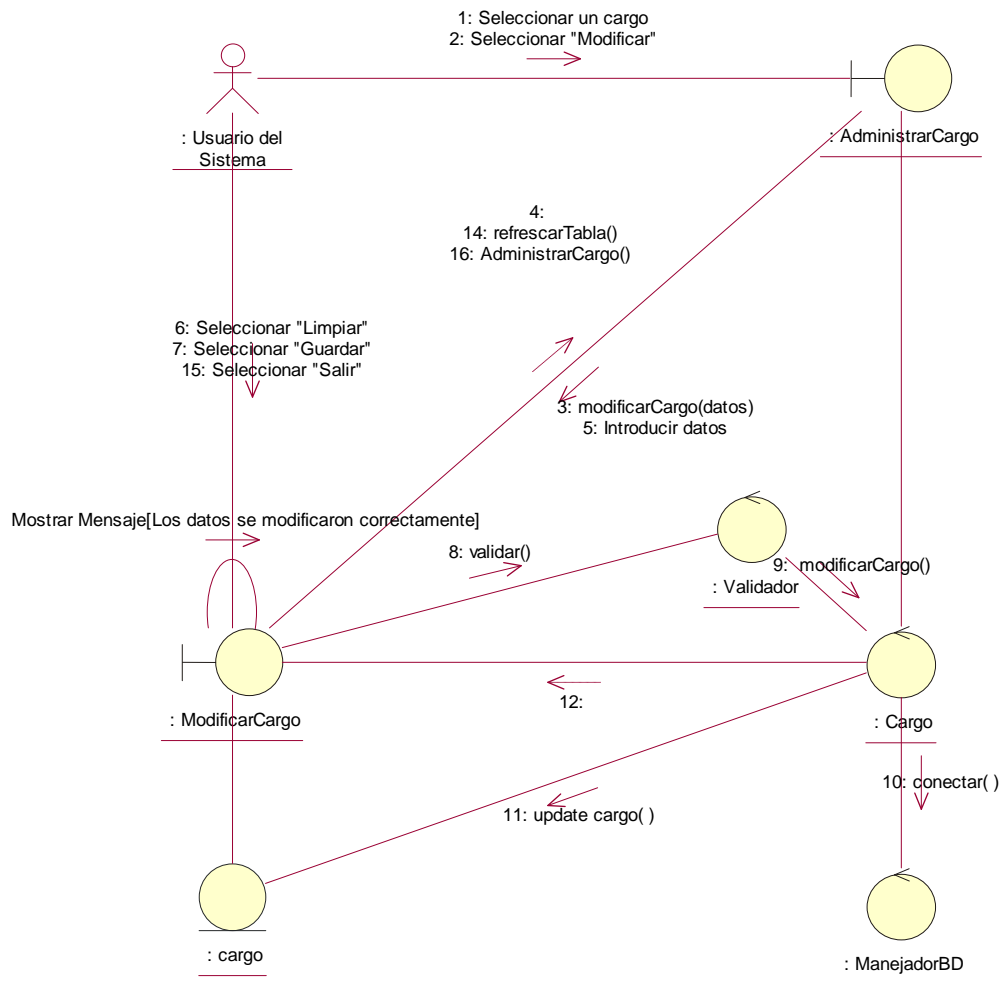 1: Seleccionar un cargo
2: Seleccionar "Modificar"
: Usuario del
Sistema
: AdministrarCargo
4:
14: refrescarTabla()
16: AdministrarCargo()
6: Seleccionar "Limpiar"
7: Seleccionar "Guardar"
15: Seleccionar "Salir"
3: modificarCargo(datos)
5: Introducir datos
Mostrar Mensaje[Los datos se modificaron correctamente]
8: validar()
9: modificarCargo()
: Validador
12:
: ModificarCargo
: Cargo
10: conectar( )
11: update cargo( )
: cargo
: ManejadorBD